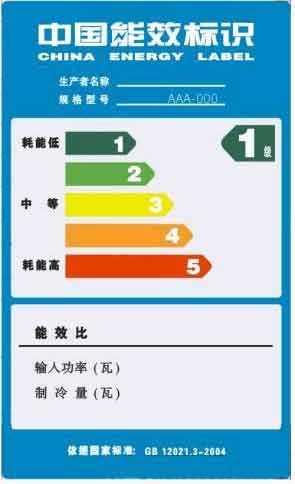 中国能效标识
CHINA ENERGY LABEL
生产者名称
规格型号 AAA-000
耗能低 1 1级
2
中 等 3
4
耗能高 5
能 效 比
输入功率 (瓦)
制 冷 量 (瓦)
依据国家标准: GB 12021.3-2004